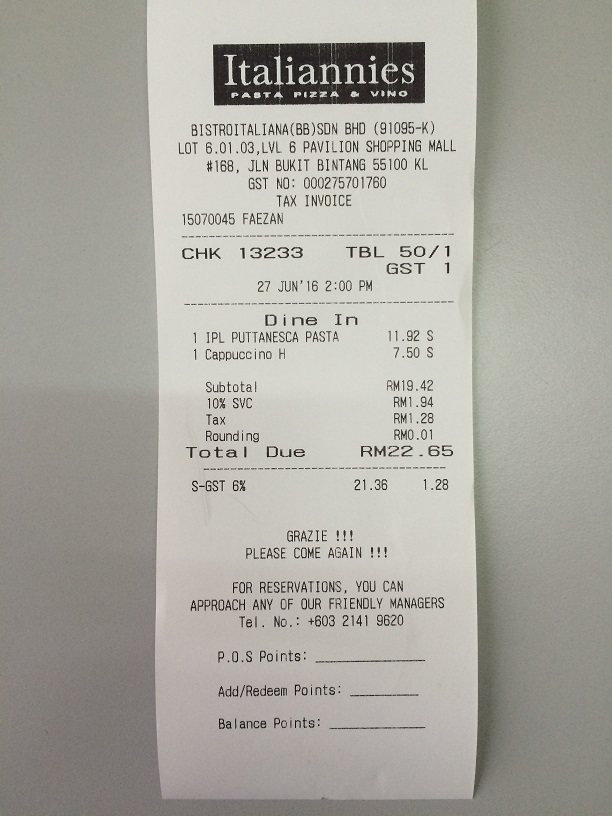 Italiannies
PASTA PIZZA & VINO
BISTROITALIANA(BB)SDN BHD (91095-K)
LOT 6.01.03,LVL 6 PAVILION SHOPPING MALL
#168, JLN BUKIT BINTANG 55100 KL
GST NO: 000275701760
TAX INVOICE
15070045 FAEZAN
CHK 13233 TBL 50/1
GST 1
27 JUN'16 2:00 PM
Dine In
1 IPL PUTTANESCA PASTA 11.92 S
1 Cappuccino H 7.50 S
Subtotal RM19.42
10% SVC RM1.94
Tax RM1.28
Rounding RM0.01
Total Due RM22.65
S-GST 6% 21.36 1.28
GRAZIE !!!
PLEASE COME AGAIN !!!
FOR RESERVATIONS, YOU CAN
APPROACH ANY OF OUR FRIENDLY MANAGERS
Tel. No.: +603 2141 9620
P.O.S Points: ____________
Add/Redeem Points: ________
Balance Points: ___________